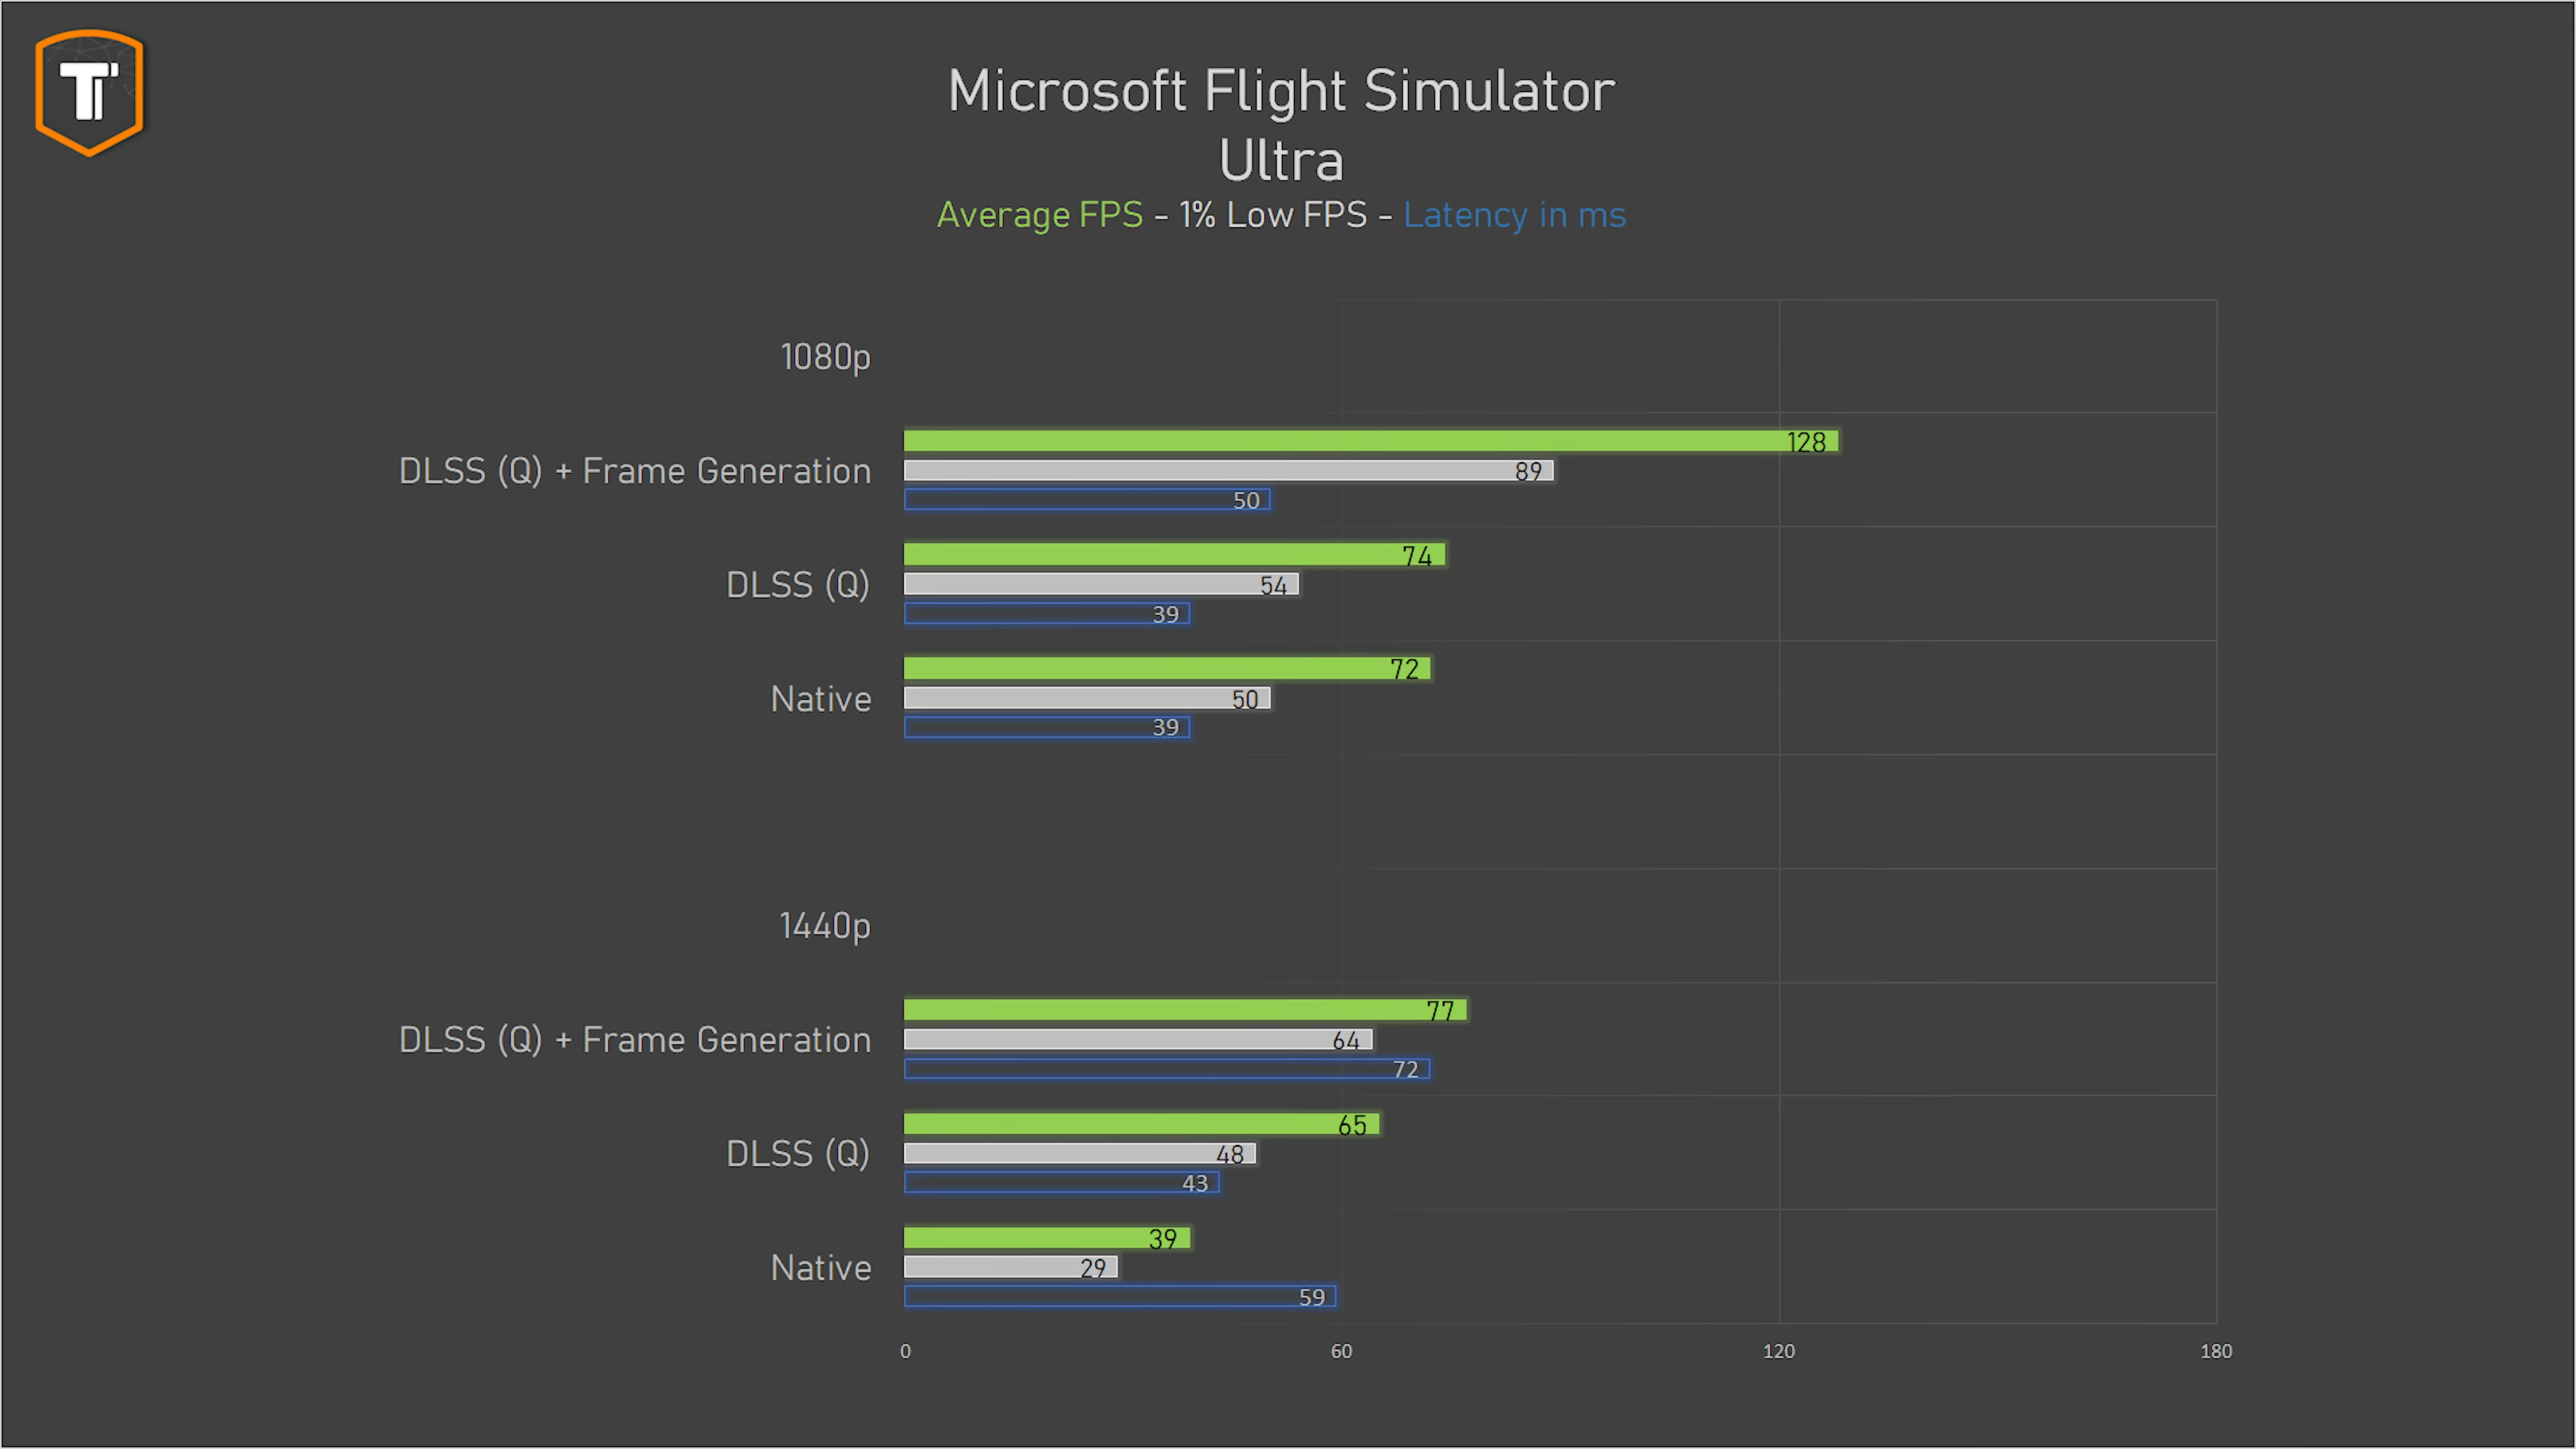 TI
Microsoft Flight Simulator
Ultra
Average FPS - 1% Low FPS - Latency in ms
1080p
DLSS (Q) + Frame Generation
128
89
50
DLSS (Q)
74
54
39
Native
72
50
39
1440p
DLSS (Q) + Frame Generation
77
64
72
DLSS (Q)
65
48
43
Native
39
29
59
0 60 120 180